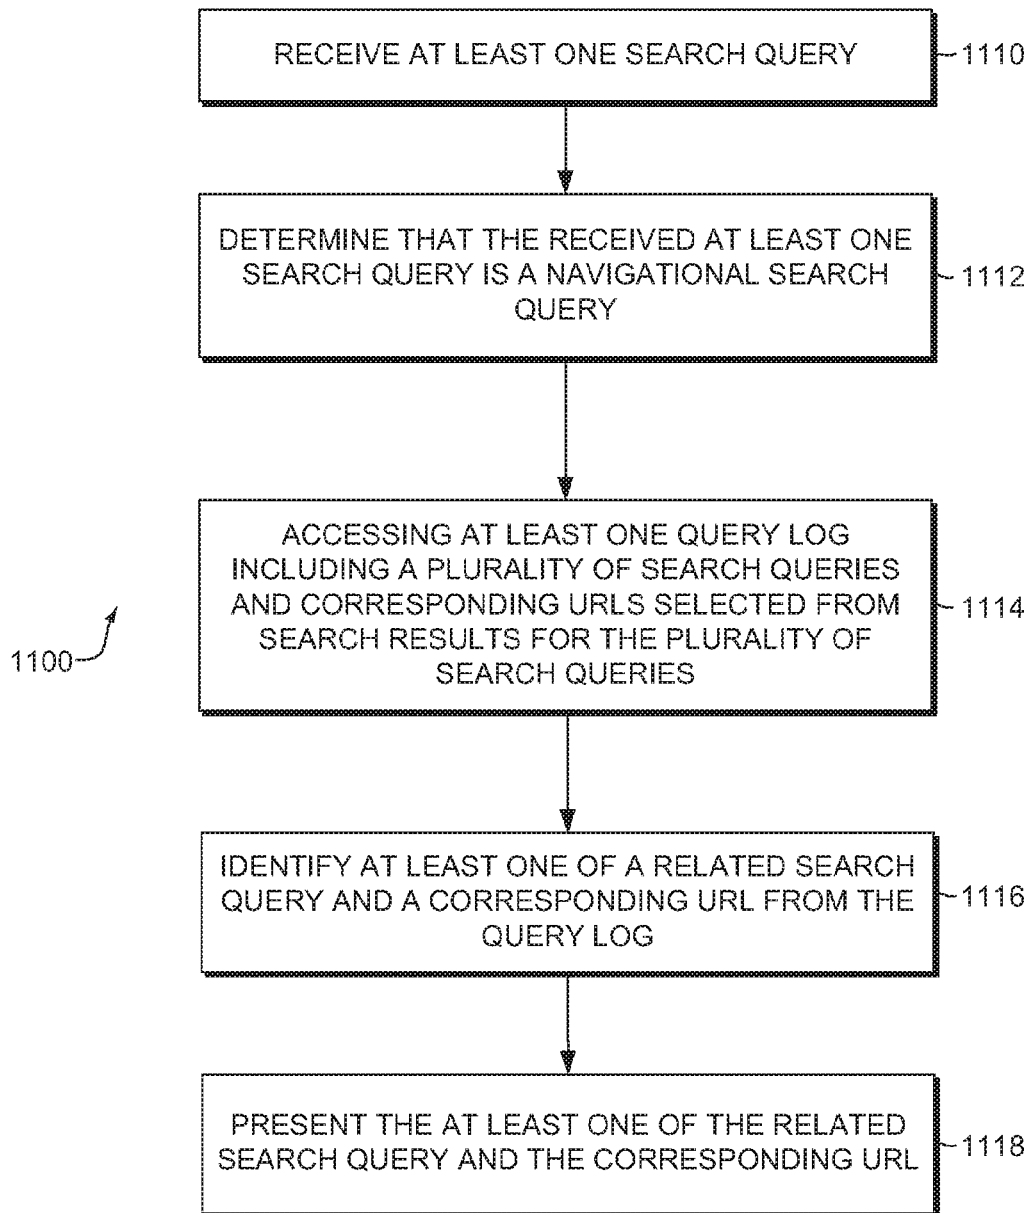 RECEIVE AT LEAST ONE SEARCH QUERY
1110
DETERMINE THAT THE RECEIVED AT LEAST ONE
SEARCH QUERY IS A NAVIGATIONAL SEARCH
QUERY
1112
ACCESSING AT LEAST ONE QUERY LOG
INCLUDING A PLURALITY OF SEARCH QUERIES
AND CORRESPONDING URLS SELECTED FROM
SEARCH RESULTS FOR THE PLURALITY OF
SEARCH QUERIES
1114
1100
IDENTIFY AT LEAST ONE OF A RELATED SEARCH
QUERY AND A CORRESPONDING URL FROM THE
QUERY LOG
1116
PRESENT THE AT LEAST ONE OF THE RELATED
SEARCH QUERY AND THE CORRESPONDING URL
1118